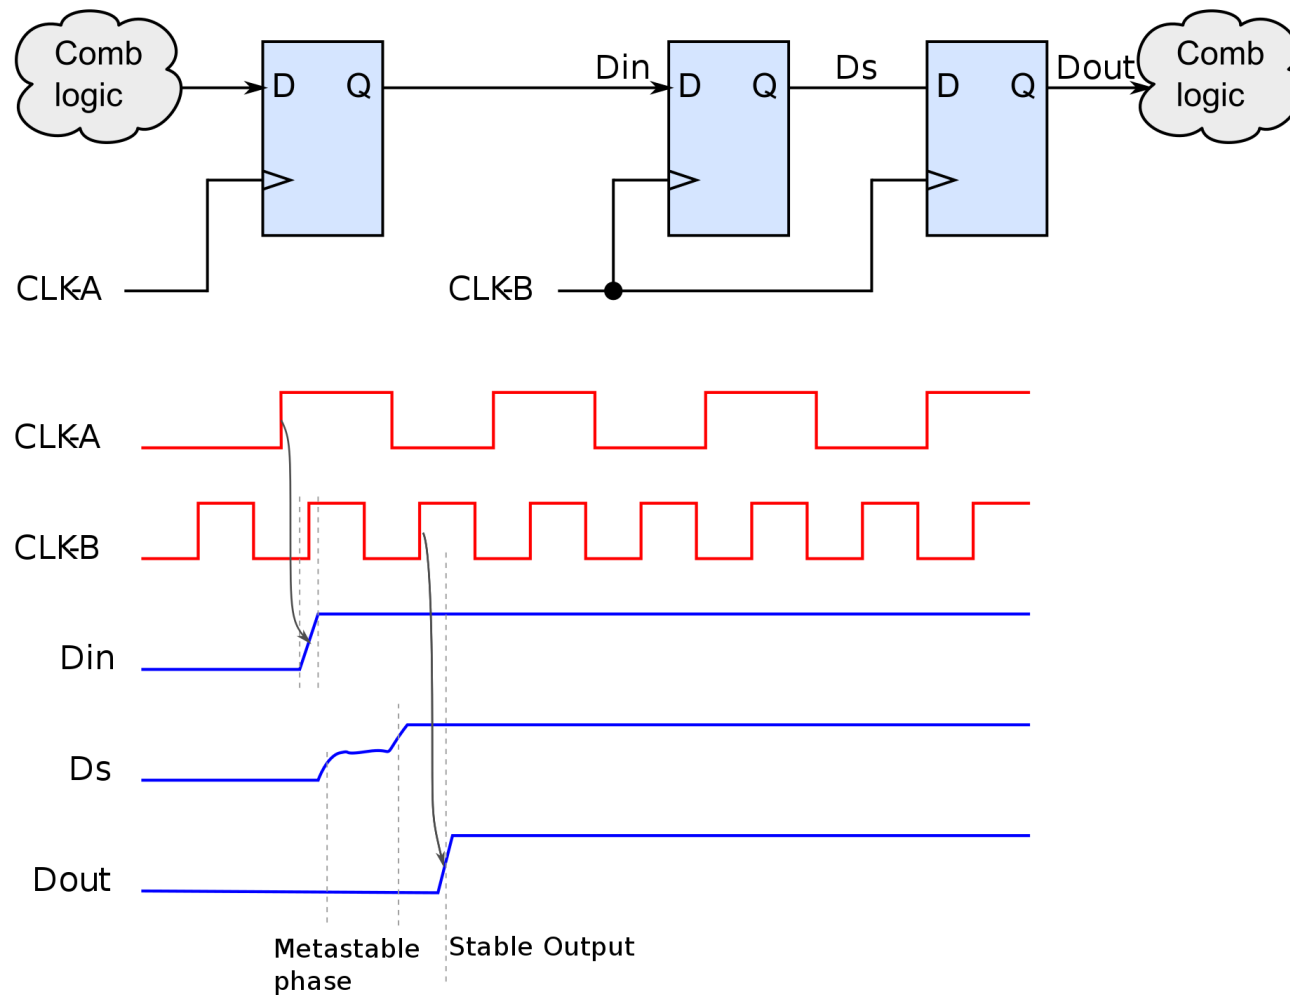 Comb
logic
D Q
Din
D Q
Ds
D Q
Dout
Comb
logic
CLK-A
CLK-B
CLK-A
CLK-B
Din
Ds
Dout
Metastable
phase
Stable Output